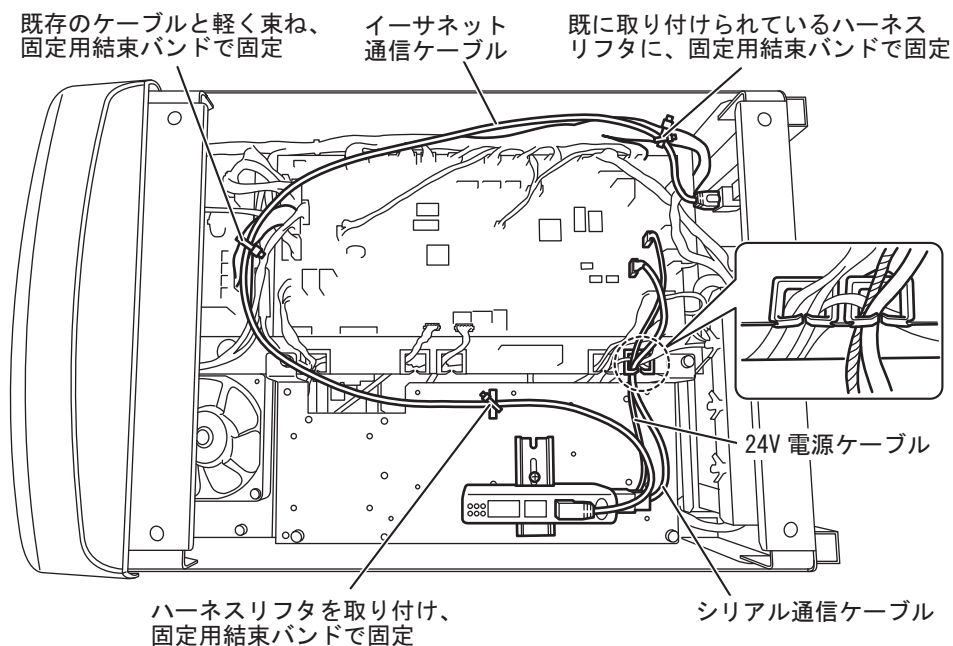 既存のケーブルと軽く束ね、
固定用結束バンドで固定
イーサネット
通信ケーブル
既に取り付けられているハーネス
リフタに、固定用結束バンドで固定
24V 電源ケーブル
シリアル通信ケーブル
ハーネスリフタを取り付け、
固定用結束バンドで固定